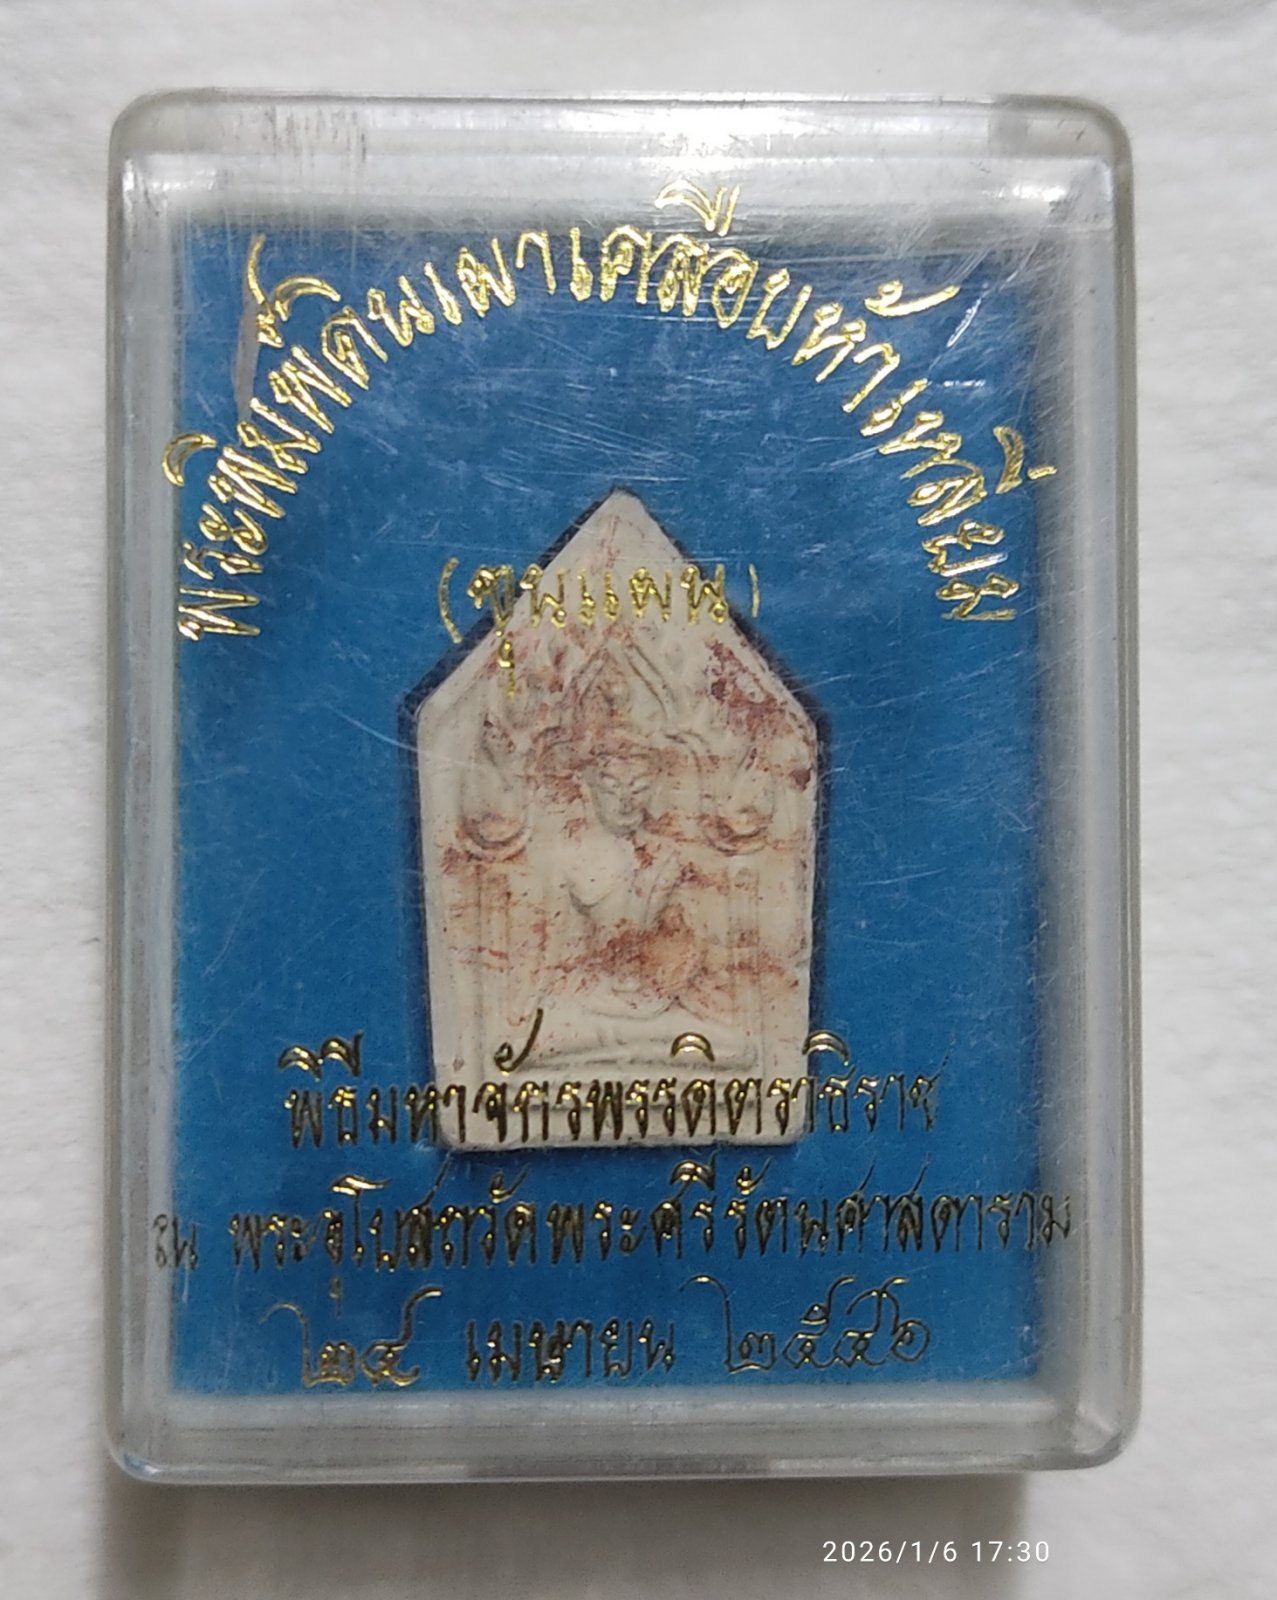 พระพิมพ์ดินเผาเคลือบห้าเหลี่ยม
(ขุนแผน)
พิธีมหาจักรพรรดิตราธิราช
ณ พระอุโบสถวัดพระศรีรัตนศาสดาราม
๒๔ เมษายน ๒๕๕๖
2026/1/6 17:30